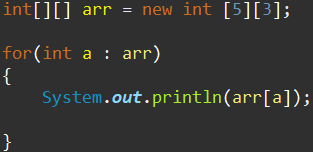 int[][] arr = new int [5][3];
for(int a : arr)
{
System.out.println(arr[a]);
}